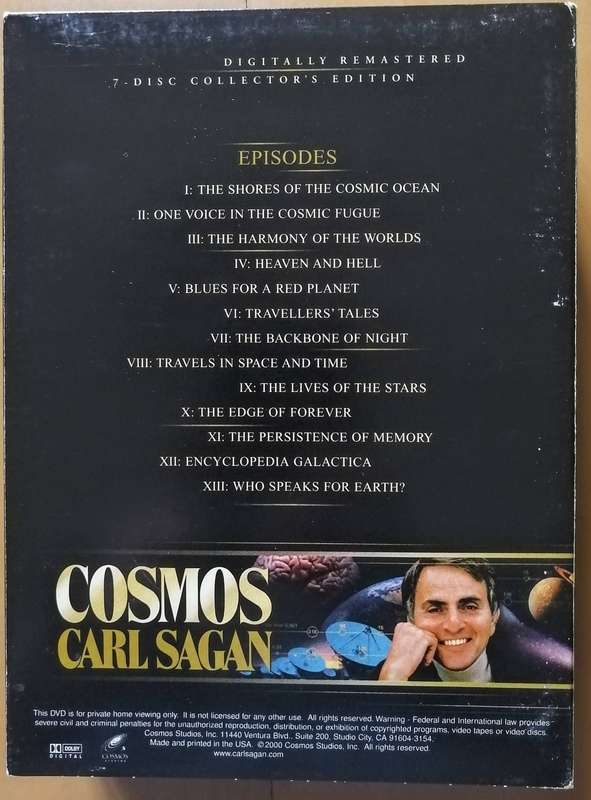 DIGITALLY REMASTERED
7-DISC COLLECTOR'S EDITION
EPISODES
I: THE SHORES OF THE COSMIC OCEAN
II: ONE VOICE IN THE COSMIC FUGUE
III: THE HARMONY OF THE WORLDS
IV: HEAVEN AND HELL
V: BLUES FOR A RED PLANET
VI: TRAVELLERS' TALES
VII: THE BACKBONE OF NIGHT
VIII: TRAVELS IN SPACE AND TIME
IX: THE LIVES OF THE STARS
X: THE EDGE OF FOREVER
XI: THE PERSISTENCE OF MEMORY
XII: ENCYCLOPEDIA GALACTICA
XIII: WHO SPEAKS FOR EARTH?
COSMOS
CARL SAGAN
This DVD is for private home viewing only. It is not licensed for any other use. All rights reserved. Warning - Federal and International law provides
severe civil and criminal penalties for the unauthorized reproduction, distribution, or exhibition of copyrighted programs, video tapes or video discs.
Cosmos Studios, Inc. 11440 Ventura Blvd., Suite 200, Studio City, CA 91604-3154.
Made and printed in the USA. ©2000 Cosmos Studios, Inc. All rights reserved.
www.carlsagan.com
DOLBY
DIGITAL
COSMOS
STUDIOS